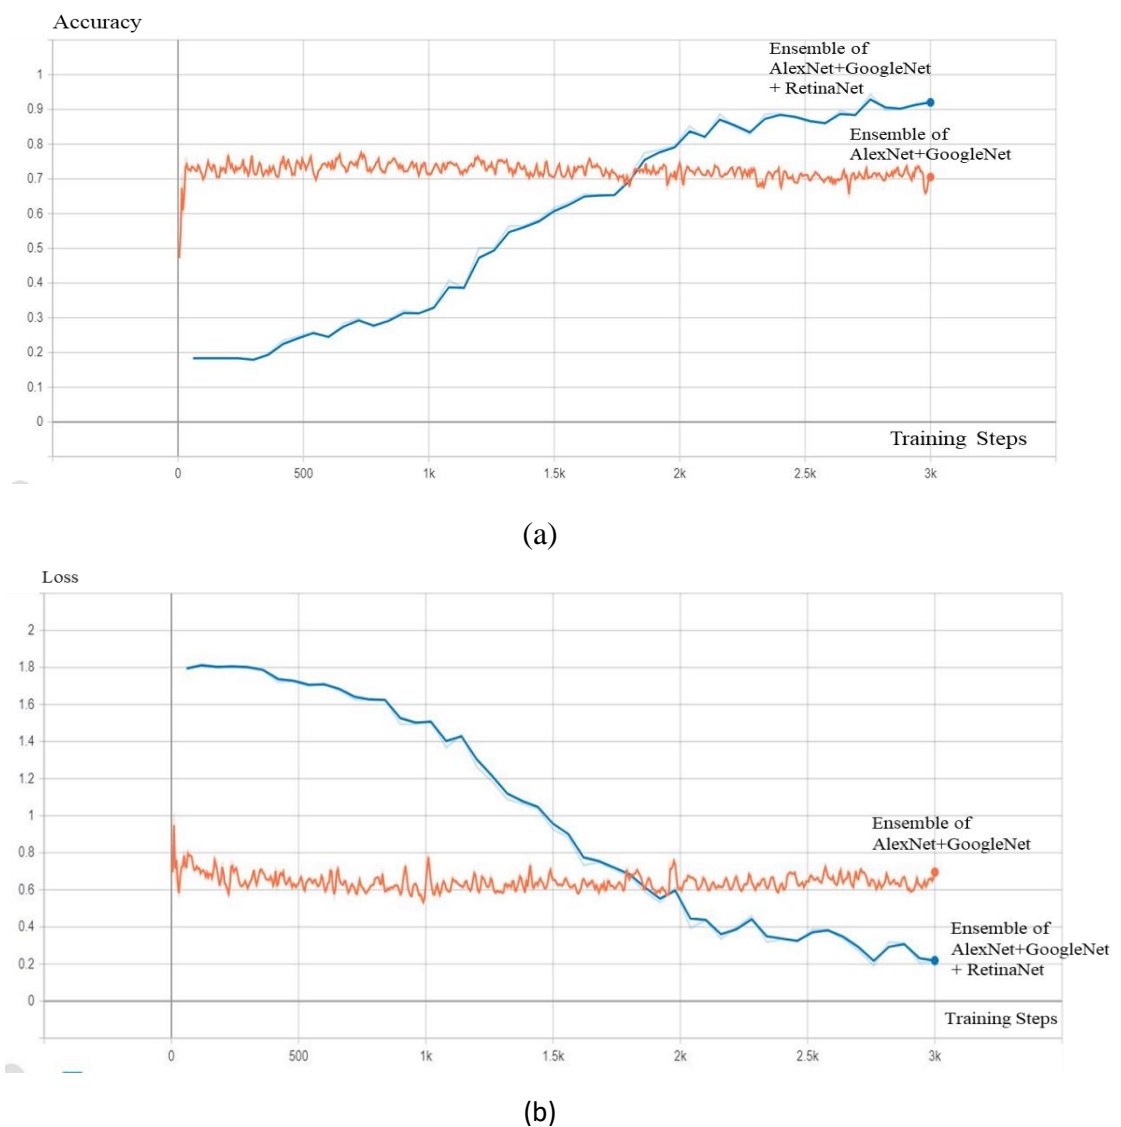 Accuracy
Ensemble of
AlexNet+GoogleNet
+ RetinaNet
1
0.9
Ensemble of
AlexNet+GoogleNet
0.8
0.7
0.6
0.5
0.4
0.3
0.2
0.1
0
Training Steps
0 500 1k 1.5k 2k 2.5k 3k
(a)
Loss
2
1.8
1.6
1.4
1.2
1
Ensemble of
AlexNet+GoogleNet
0.8
0.6
0.4
Ensemble of
AlexNet+GoogleNet
+ RetinaNet
0.2
0
Training Steps
0 500 1k 1.5k 2k 2.5k 3k
(b)